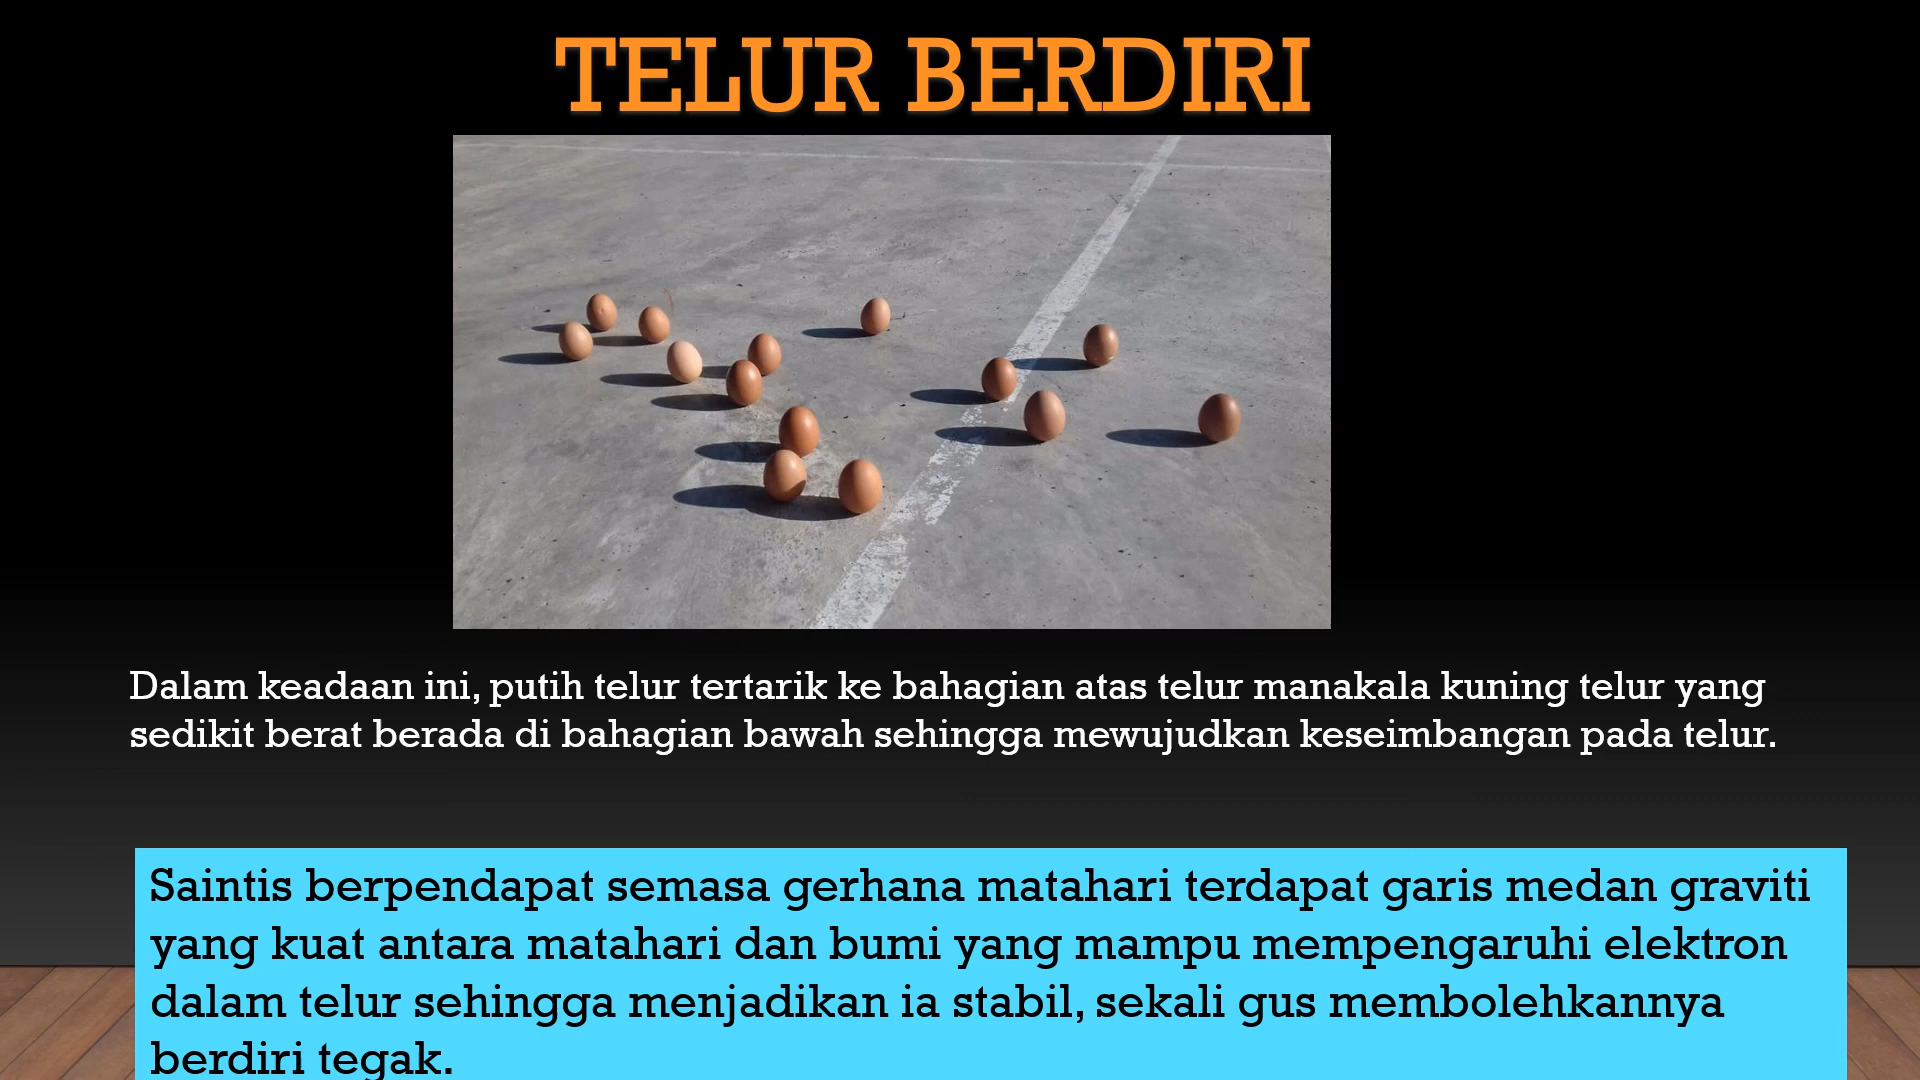 TELUR BERDIRI
Dalam keadaan ini, putih telur tertarik ke bahagian atas telur manakala kuning telur yang
sedikit berat berada di bahagian bawah sehingga mewujudkan keseimbangan pada telur.
Saintis berpendapat semasa gerhana matahari terdapat garis medan graviti
yang kuat antara matahari dan bumi yang mampu mempengaruhi elektron
dalam telur sehingga menjadikan ia stabil, sekali gus membolehkannya
berdiri tegak.